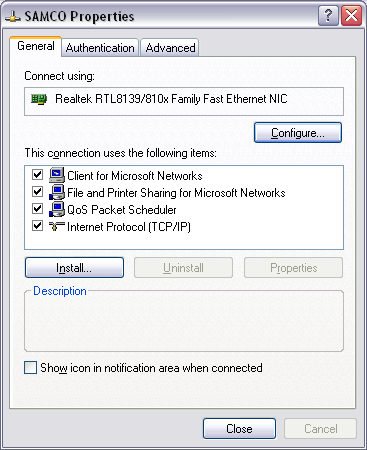 SAMCO Properties
General Authentication Advanced
Connect using:
Realtek RTL8139/810x Family Fast Ethernet NIC
Configure...
This connection uses the following items:
Client for Microsoft Networks
File and Printer Sharing for Microsoft Networks
QoS Packet Scheduler
Internet Protocol (TCP/IP)
Install... Uninstall Properties
Description
Show icon in notification area when connected
Close Cancel